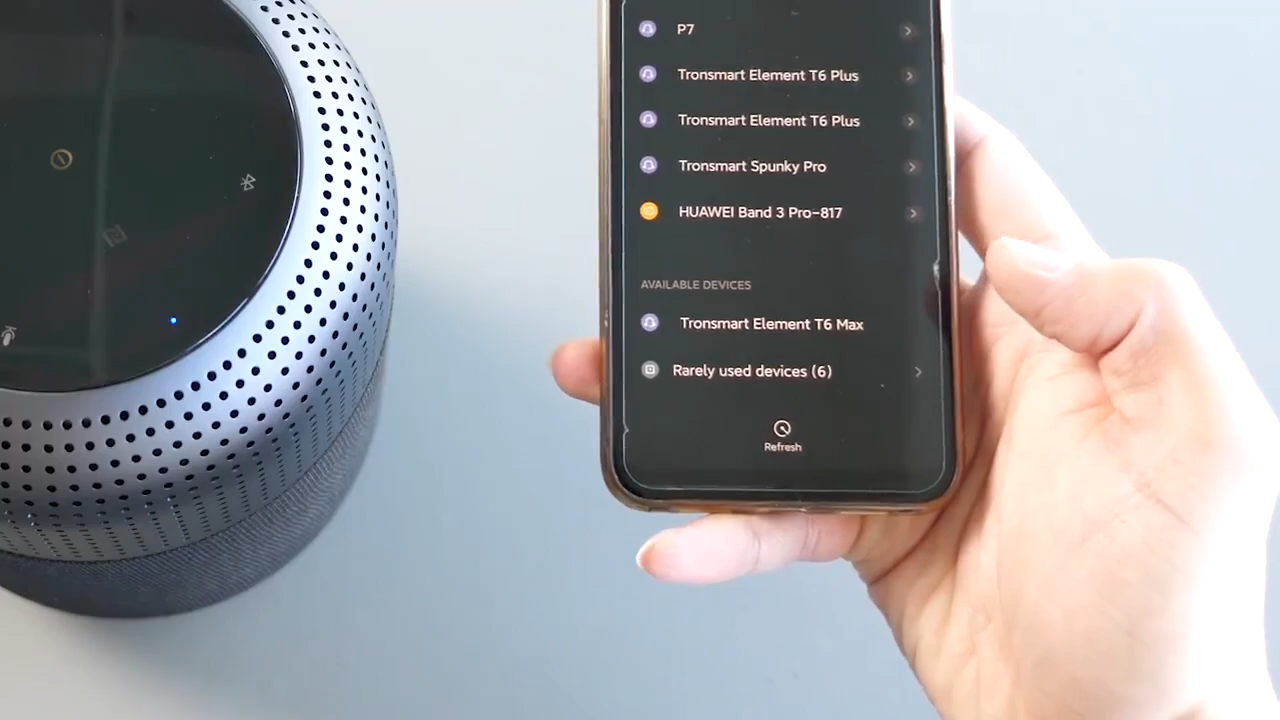 P7
Tronsmart Element T6 Plus
Tronsmart Element T6 Plus
Tronsmart Spunky Pro
HUAWEI Band 3 Pro-817
AVAILABLE DEVICES
Tronsmart Element T6 Max
Rarely used devices (6)
Refresh